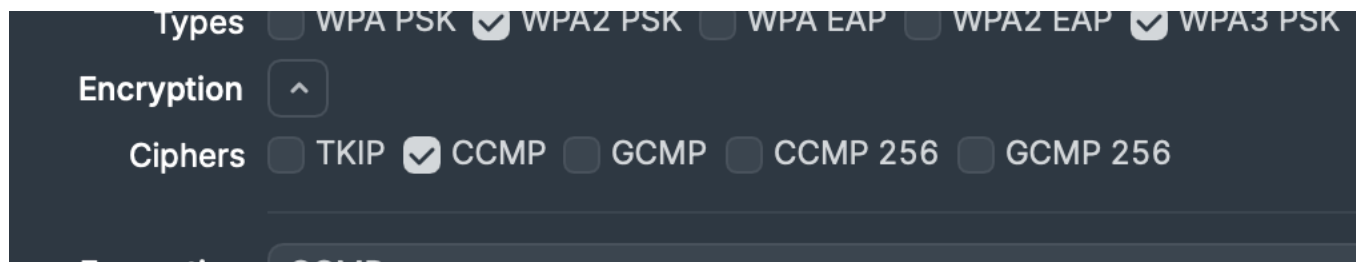 Types WPA PSK WPA2 PSK WPA EAP WPA2 EAP WPA3 PSK
Encryption
Ciphers TKIP CCMP GCMP CCMP 256 GCMP 256